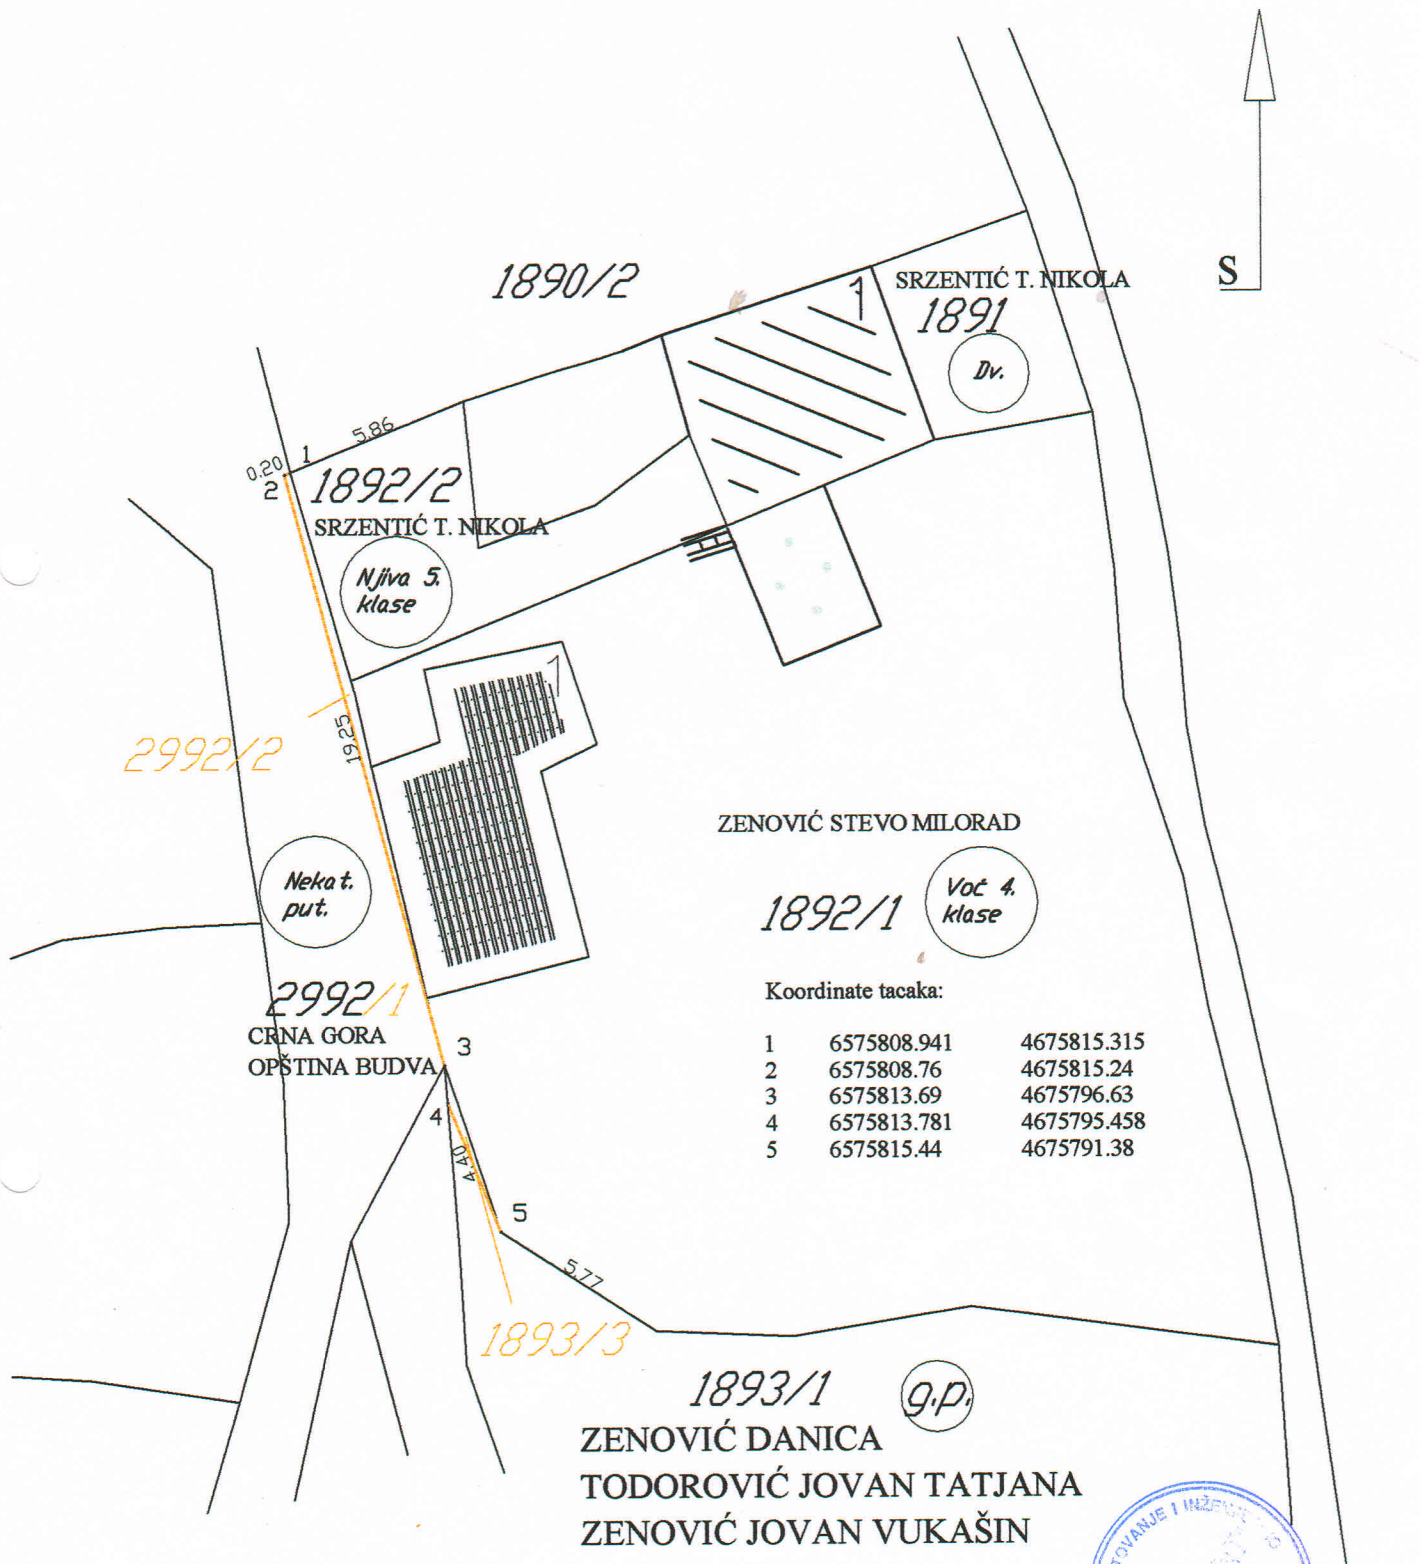 S
1890/2
1
SRZENTIĆ T. NIKOLA
1891
Dv.
5.86
0.20
1
2
1892/2
SRZENTIĆ T. NIKOLA
Njiva 5.
klase
7
2992/2
19.25
ZENOVIĆ STEVO MILORAD
Nekat.
put.
1892/1
Voć 4.
klase
2992/1
CRNA GORA
OPŠTINA BUDVA
Koordinate tacaka:
1 6575808.941 4675815.315
2 6575808.76 4675815.24
3 6575813.69 4675796.63
4 6575813.781 4675795.458
5 6575815.44 4675791.38
3
4
4.40
5
5.77
1893/3
1893/1
g.p.
ZENOVIĆ DANICA
TODOROVIĆ JOVAN TATJANA
ZENOVIĆ JOVAN VUKAŠIN